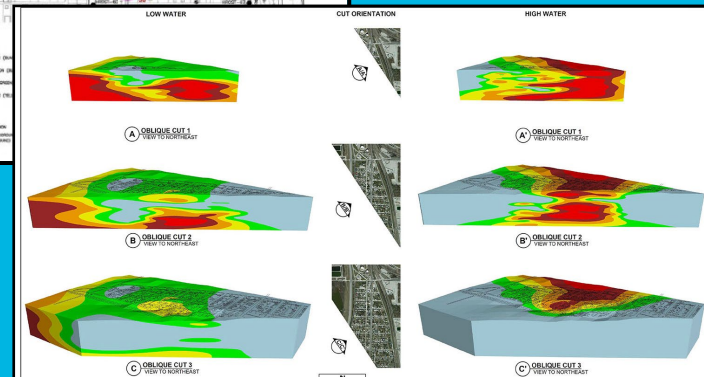 LOW WATER
CUT ORIENTATION
HIGH WATER
A OBLIQUE CUT 1
VIEW TO NORTHEAST
A' OBLIQUE CUT 1
VIEW TO NORTHEAST
B OBLIQUE CUT 2
VIEW TO NORTHEAST
B' OBLIQUE CUT 2
VIEW TO NORTHEAST
C OBLIQUE CUT 3
VIEW TO NORTHEAST
C' OBLIQUE CUT 3
VIEW TO NORTHEAST